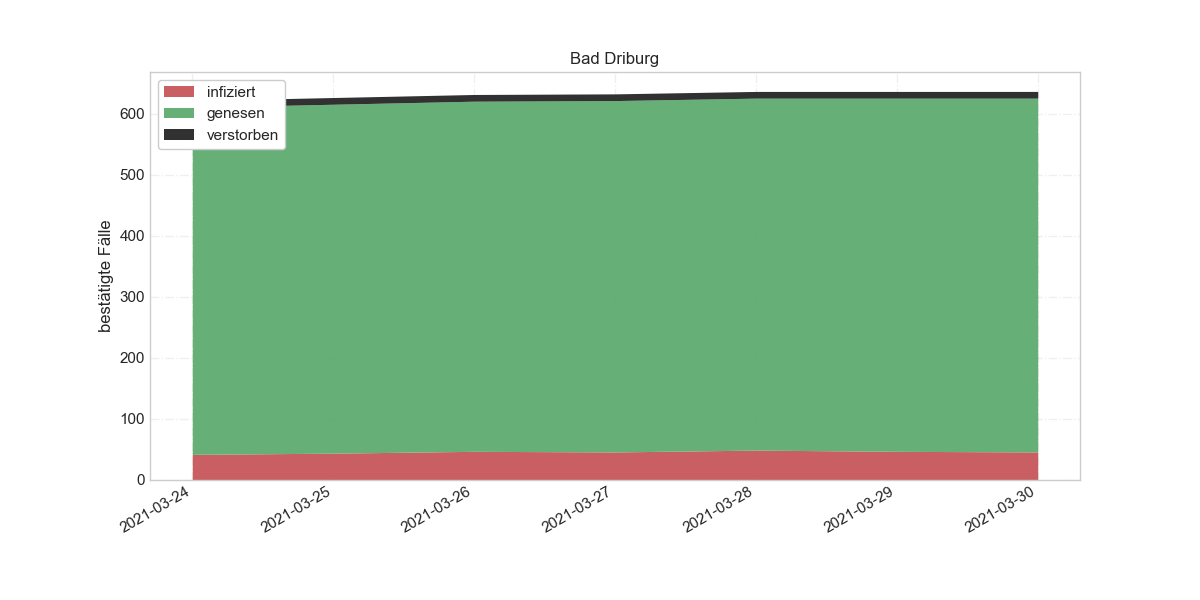 Bad Driburg
infiziert
genesen
verstorben
bestätigte Fälle
600
500
400
300
200
100
0
2021-03-24
2021-03-25
2021-03-26
2021-03-27
2021-03-28
2021-03-29
2021-03-30